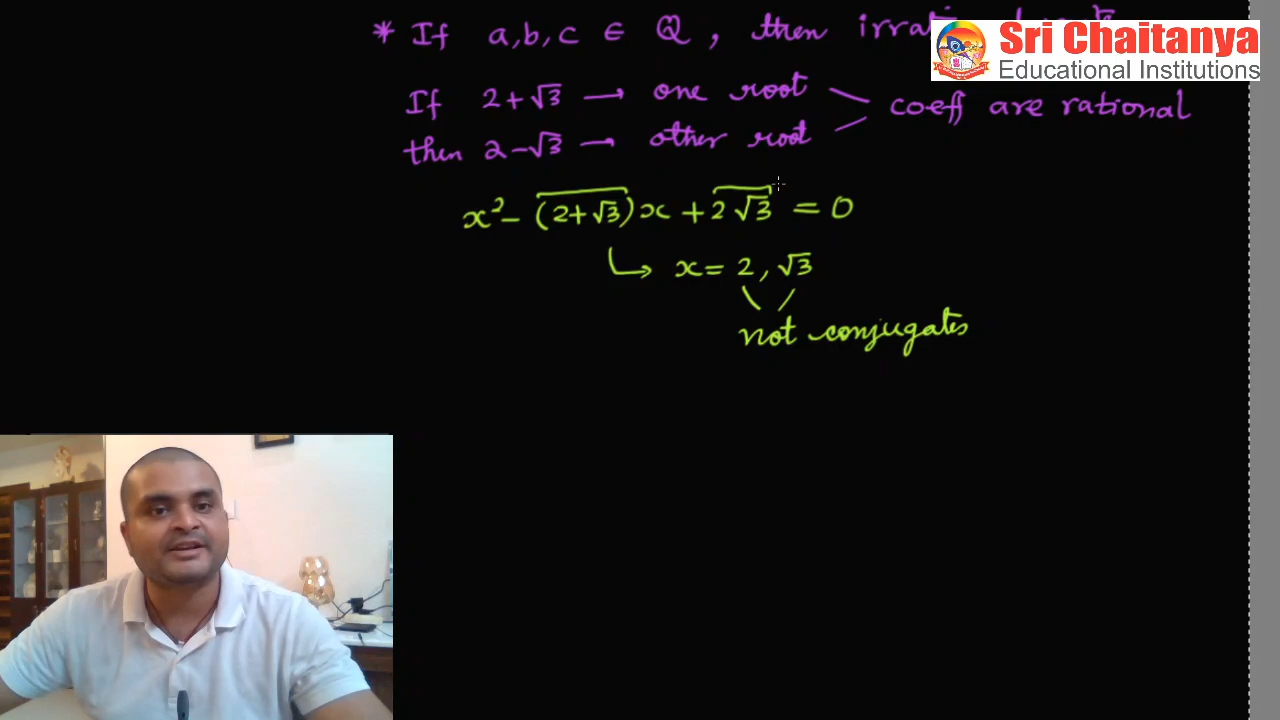 * If a, b, c ∈ Q, then
Sri Chaitanya
Educational Institutions
If 2+√3 → one root
then 2-√3 → other root
coeff are rational
x² - (2+√3)x + 2√3 = 0
↳ x = 2, √3
not conjugates